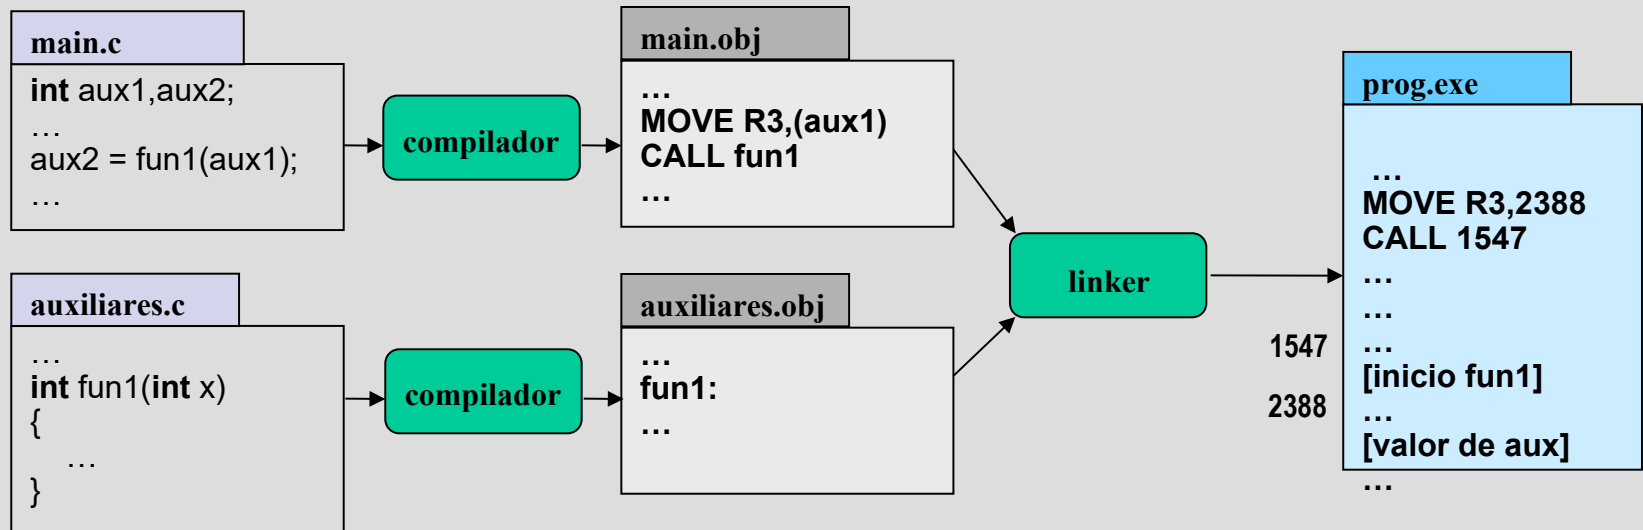 main.c
int aux1,aux2;
…
aux2 = fun1(aux1);
…
compilador
main.obj
…
MOVE R3,(aux1)
CALL fun1
…
auxiliares.c
…
int fun1(int x)
{
…
}
compilador
auxiliares.obj
…
fun1:
…
linker
prog.exe
…
MOVE R3,2388
CALL 1547
…
…
1547 …
[inicio fun1]
2388 …
[valor de aux]
…